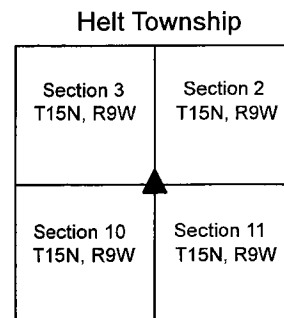 Helt Township
Section 3
T15N, R9W
Section 2
T15N, R9W
Section 10
T15N, R9W
Section 11
T15N, R9W